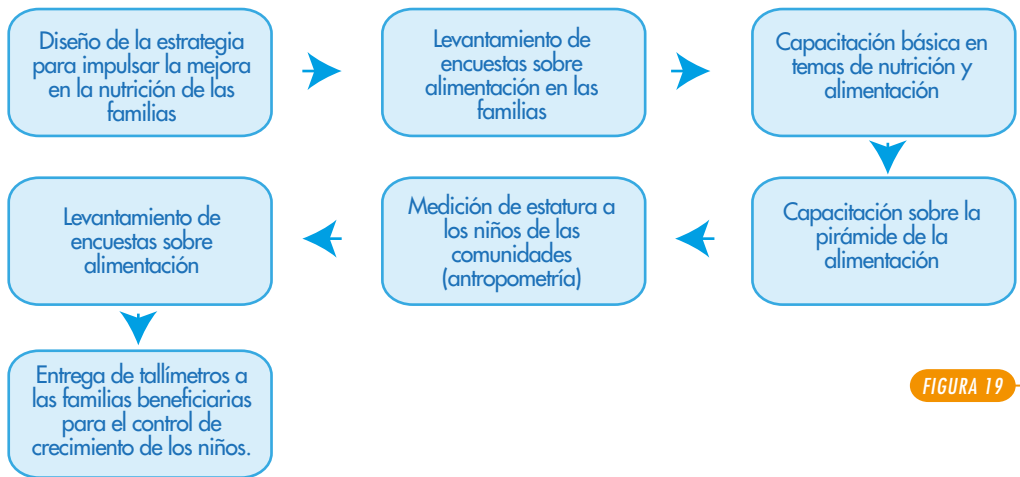 Diseño de la estrategia
para impulsar la mejora
en la nutrición de las
familias
Levantamiento de
encuestas sobre
alimentación en las
familias
Capacitación básica en
temas de nutrición y
alimentación
Capacitación sobre la
pirámide de la
alimentación
Medición de estatura a
los niños de las
comunidades
(antropometría)
Levantamiento de
encuestas sobre
alimentación
Entrega de tallímetros a
las familias beneficiarias
para el control de
crecimiento de los niños.
FIGURA 19